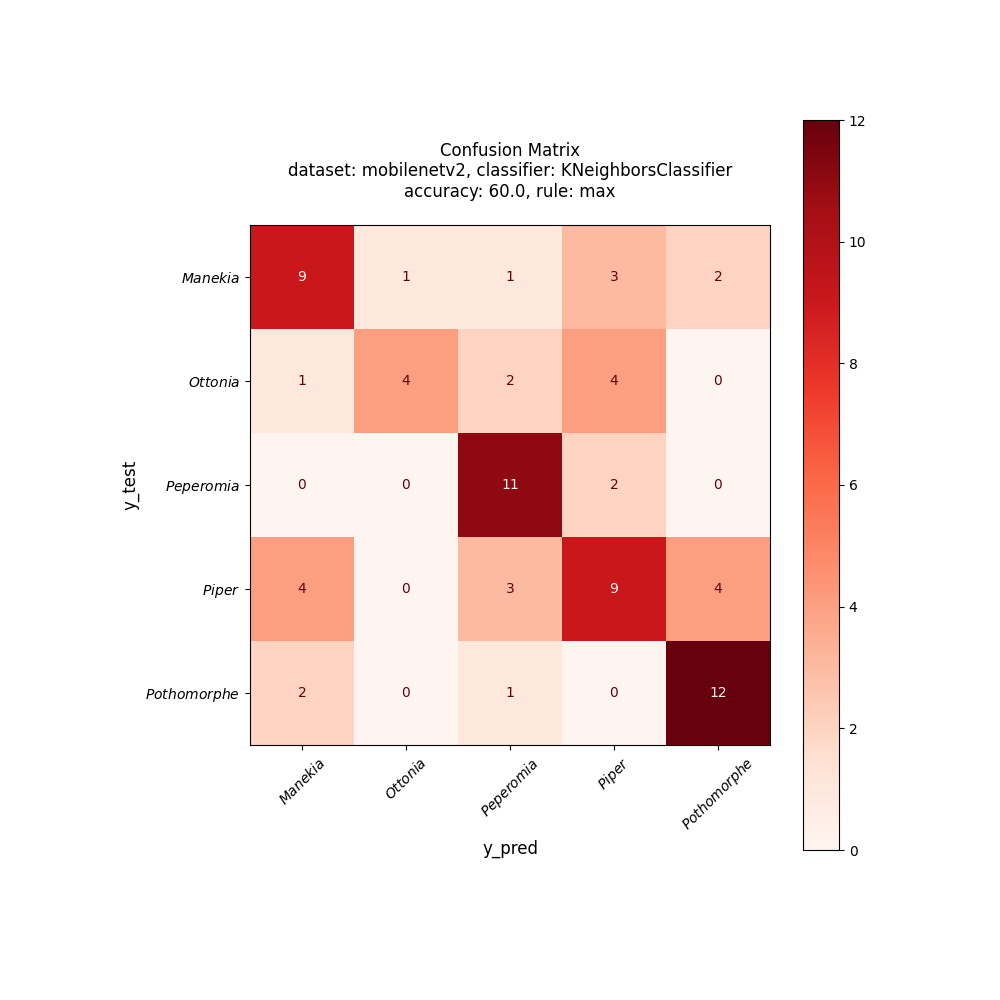 Confusion Matrix
dataset: mobilenetv2, classifier: KNeighborsClassifier
accuracy: 60.0, rule: max
Manekia 9 1 1 3 2
Ottonia 1 4 2 4 0
Peperomia 0 0 11 2 0
Piper 4 0 3 9 4
Pothomorphe 2 0 1 0 12
Manekia Ottonia Peperomia Piper Pothomorphe
y_pred
y_test
12
10
8
6
4
2
0